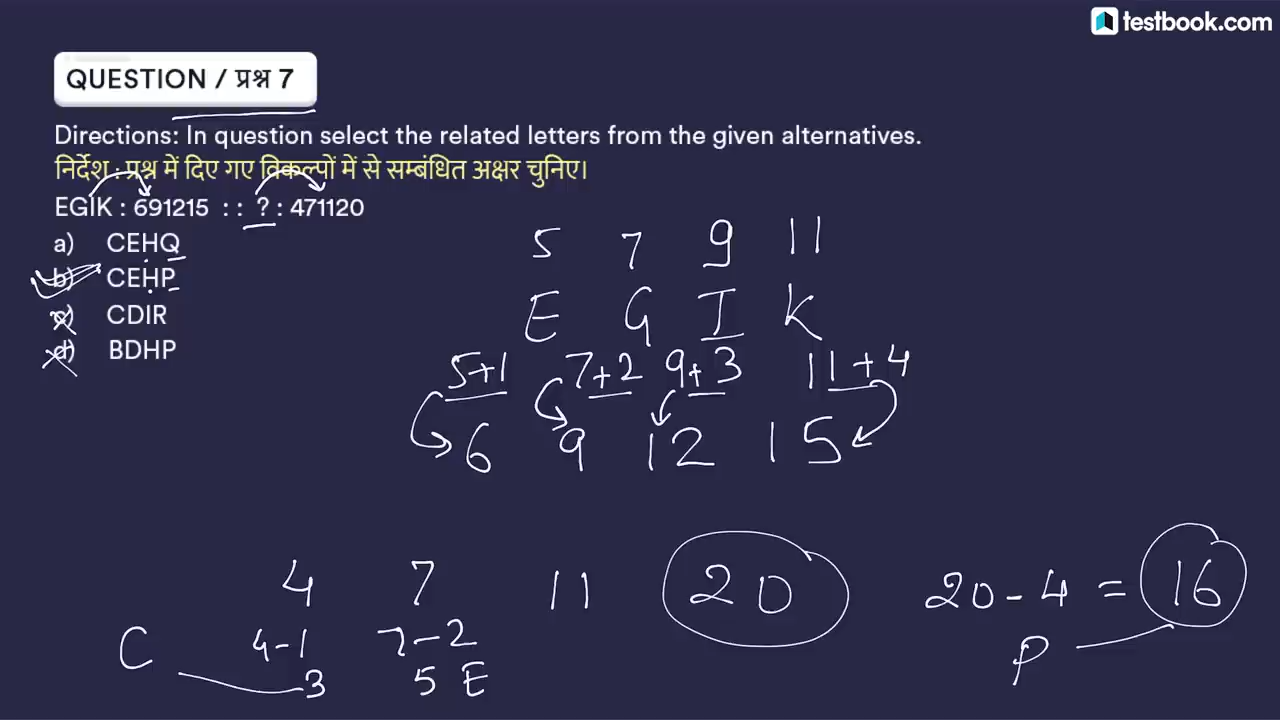 testbook.com
QUESTION / प्रश्न 7
Directions: In question select the related letters from the given alternatives.
निर्देश : प्रश्न में दिए गए विकल्पों में से सम्बंधित अक्षर चुनिए।
EGIK : 691215 : : ? : 471120
a) CEHQ
b) CEHP
c) CDIR
d) BDHP
5 7 9 11
E G I K
5+1 7+2 9+3 11+4
6 9 12 15
4 7 11 20 20-4 = 16
C 4-1 7-2 P
3 5 E